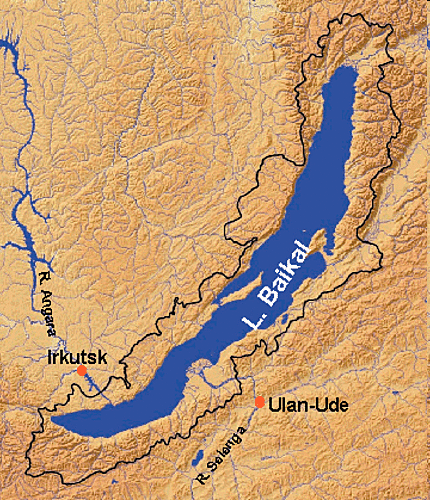 L. Baikal
R. Angara
Irkutsk
Ulan-Ude
R. Selenga